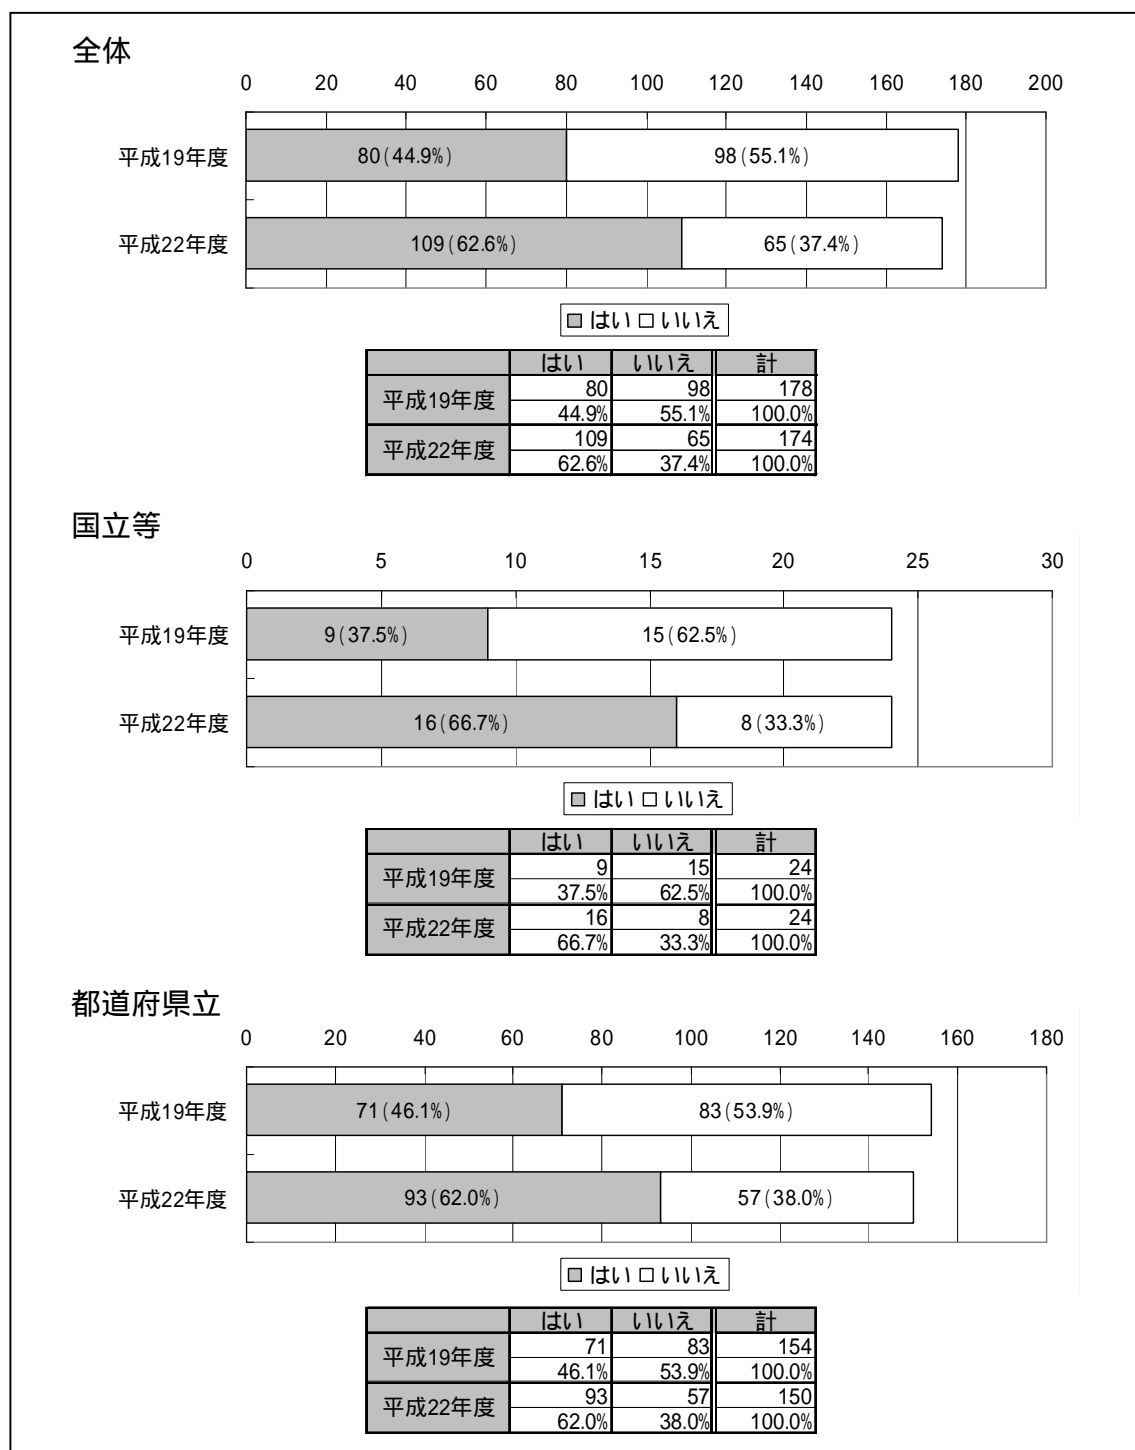 全体
0 20 40 60 80 100 120 140 160 180 200
平成19年度 80(44.9%) 98(55.1%)
平成22年度 109(62.6%) 65(37.4%)
はい いいえ
はい いいえ 計
平成19年度 80 98 178
44.9% 55.1% 100.0%
平成22年度 109 65 174
62.6% 37.4% 100.0%
国立等
0 5 10 15 20 25 30
平成19年度 9(37.5%) 15(62.5%)
平成22年度 16(66.7%) 8(33.3%)
はい いいえ
はい いいえ 計
平成19年度 9 15 24
37.5% 62.5% 100.0%
平成22年度 16 8 24
66.7% 33.3% 100.0%
都道府県立
0 20 40 60 80 100 120 140 160 180
平成19年度 71(46.1%) 83(53.9%)
平成22年度 93(62.0%) 57(38.0%)
はい いいえ
はい いいえ 計
平成19年度 71 83 154
46.1% 53.9% 100.0%
平成22年度 93 57 150
62.0% 38.0% 100.0%